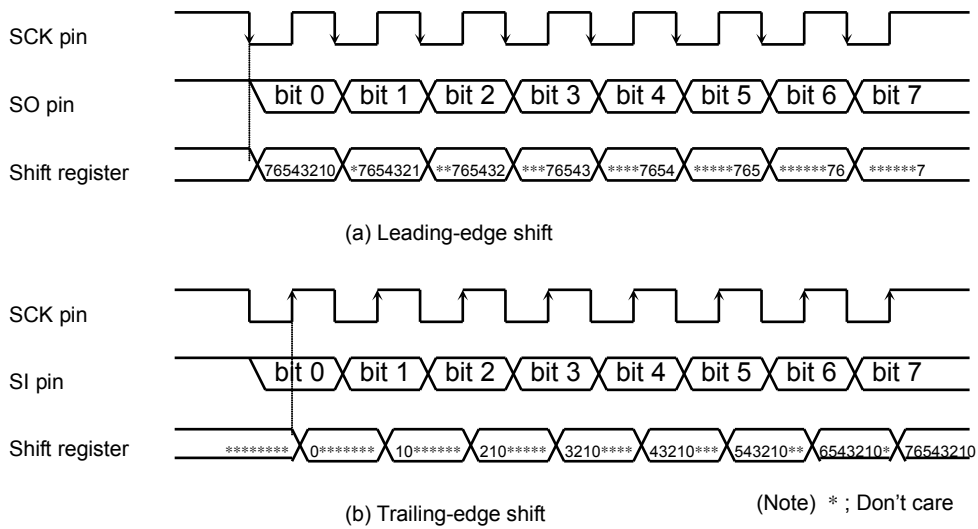 SCK pin
SO pin bit 0 bit 1 bit 2 bit 3 bit 4 bit 5 bit 6 bit 7
Shift register 76543210 *7654321 **765432 ***76543 ****7654 *****765 ******76 ******7
(a) Leading-edge shift
SCK pin
SI pin bit 0 bit 1 bit 2 bit 3 bit 4 bit 5 bit 6 bit 7
Shift register ******** 0******* 10****** 210***** 3210**** 43210*** 543210** 6543210* 76543210
(Note) * ; Don't care
(b) Trailing-edge shift